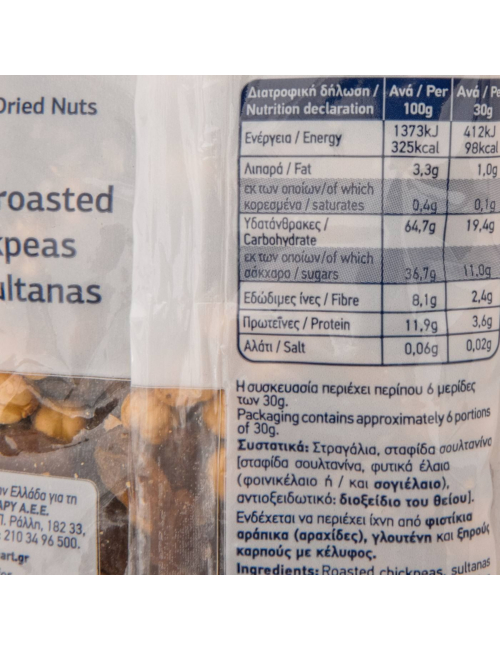 Dried Nuts
roasted
kpeas
ultanas
Διατροφική δήλωση / Ανά / Per Ανά / Pe
Nutrition declaration 100g 30g
Ενέργεια / Energy 1373kJ 412kJ
325kcal 98kcal
Λιπαρά / Fat 3,3g 1,0g
εκ των οποίων/of which
κορεσμένα / saturates 0,4g 0,1g
Υδατάνθρακες / 64,7g 19,4g
Carbohydrate
εκ των οποίων/of which
σάκχαρα / sugars 36,7g 11,0g
Εδώδιμες ίνες / Fibre 8,1g 2,4g
Πρωτεΐνες / Protein 11,9g 3,6g
Αλάτι / Salt 0,06g 0,02g
Η συσκευασία περιέχει περίπου 6 μερίδες
των 30g.
Packaging contains approximately 6 portions
of 30g.
Συστατικά: Στραγάλια, σταφίδα σουλτανίνα
[σταφίδα σουλτανίνα, φυτικά έλαια
(φοινικέλαιο ή / και σογιέλαιο),
αντιοξειδωτικό: διοξείδιο του θείου].
Ενδέχεται να περιέχει ίχνη από φιστίκια
αράπικα (αραχίδες), γλουτένη και ξηρούς
καρπούς με κέλυφος.
Ingredients: Roasted chickpeas, sultanas
ην Ελλάδα για τη
ΑΡΥ Α.Ε.Ε.
Π. Ράλλη, 182 33,
: 210 34 96 500.
art.gr